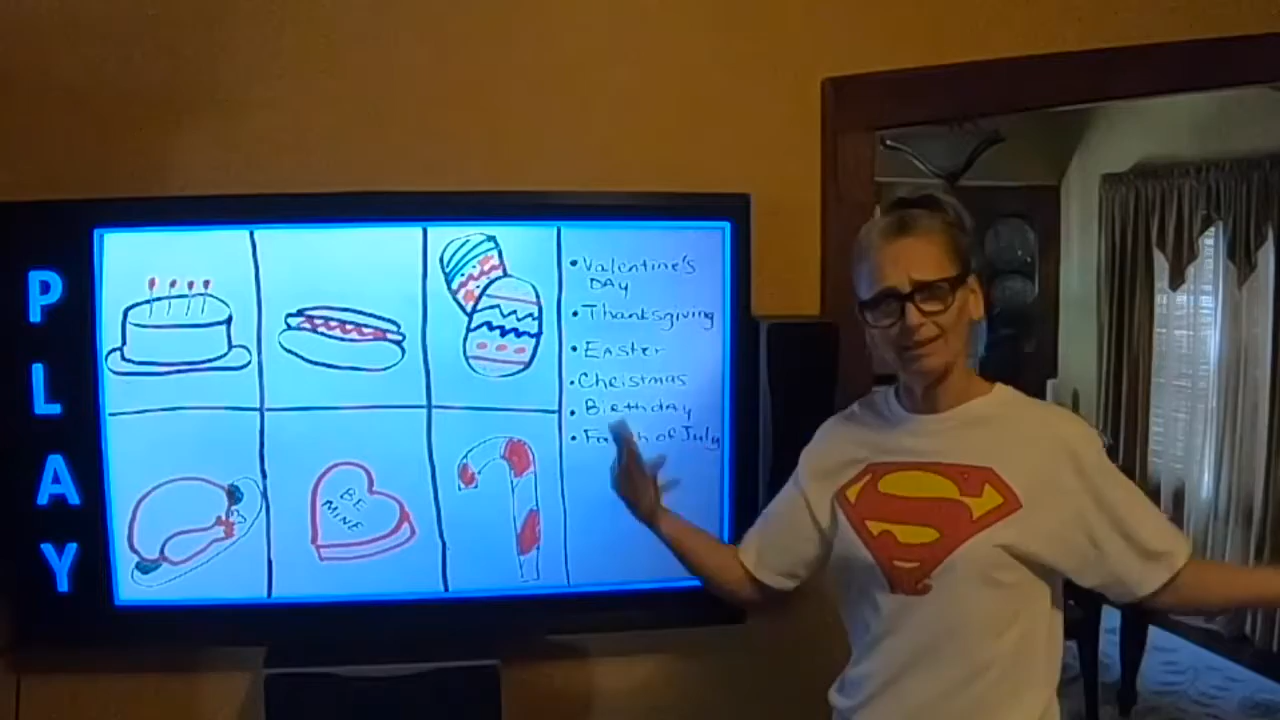 PLAY
BE
MINE
• Valentine's
DAY
• Thanksgiving
• Easter
• Christmas
• Birthday
• of July
S